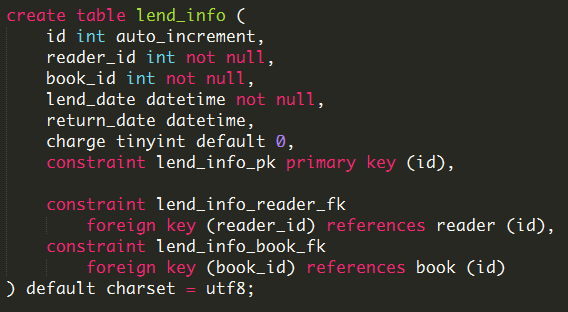 create table lend_info (
    id int auto_increment,
    reader_id int not null,
    book_id int not null,
    lend_date datetime not null,
    return_date datetime,
    charge tinyint default 0,
    constraint lend_info_pk primary key (id),

    constraint lend_info_reader_fk
        foreign key (reader_id) references reader (id),
    constraint lend_info_book_fk
        foreign key (book_id) references book (id)
) default charset = utf8;